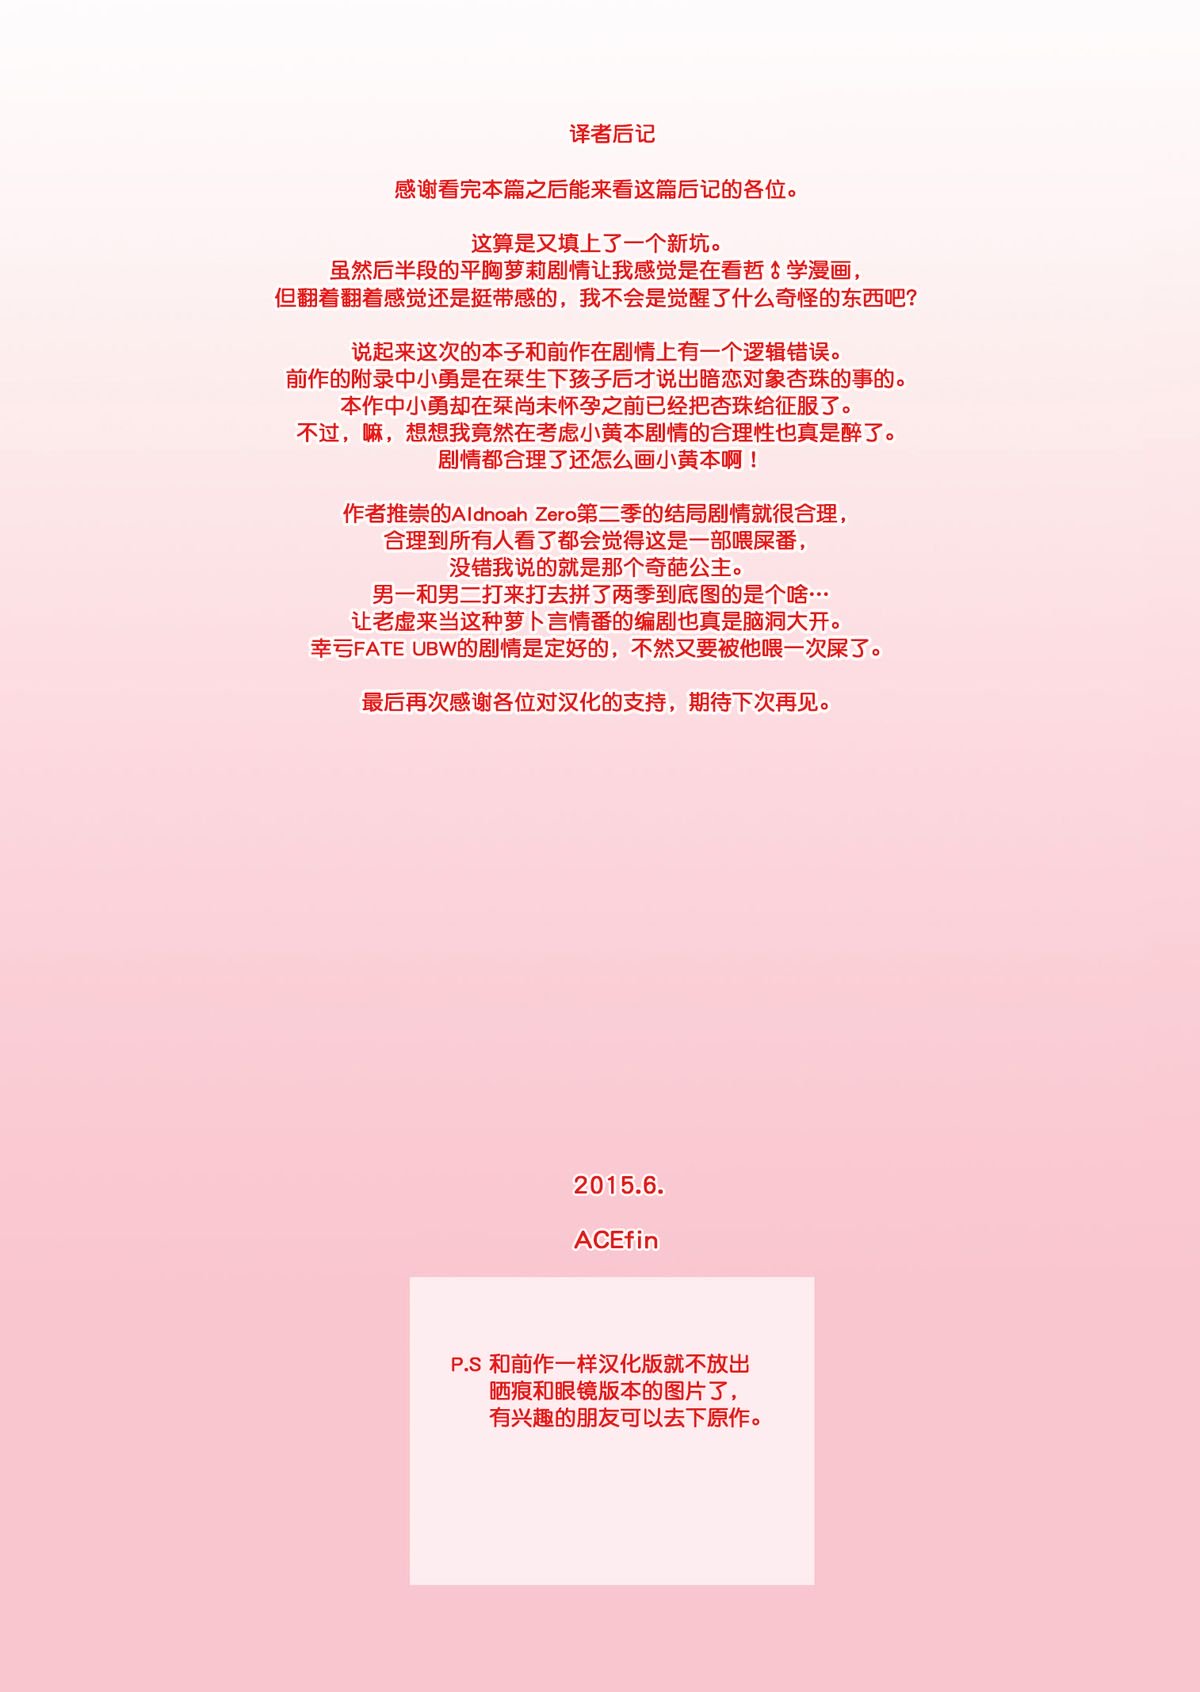 译者后记
感谢看完本篇之后能来看这篇后记的各位。
这算是又填上了一个新坑。
虽然后半段的平胸萝莉剧情让我感觉是在看哲♂学漫画，
但翻着翻着感觉还是挺带感的，我不会是觉醒了什么奇怪的东西吧?
说起来这次的本子和前作在剧情上有一个逻辑错误。
前作的附录中小勇是在栞生下孩子后才说出暗恋对象杏珠的事的。
本作中小勇却在栞尚未怀孕之前已经把杏珠给征服了。
不过，嘛，想想我竟然在考虑小黄本剧情的合理性也真是醉了。
剧情都合理了还怎么画小黄本啊！
作者推崇的Aldnoah Zero第二季的结局剧情就很合理，
合理到所有人看了都会觉得这是一部喂屎番，
没错我说的就是那个奇葩公主。
男一和男二打来打去拼了两季到底图的是个啥…
让老虚来当这种萝卜言情番的编剧也真是脑洞大开。
幸亏FATE UBW的剧情是定好的，不然又要被他喂一次屎了。
最后再次感谢各位对汉化的支持，期待下次再见。
2015.6.
ACEfin
P.S 和前作一样汉化版就不放出
晒痕和眼镜版本的图片了，
有兴趣的朋友可以去下原作。